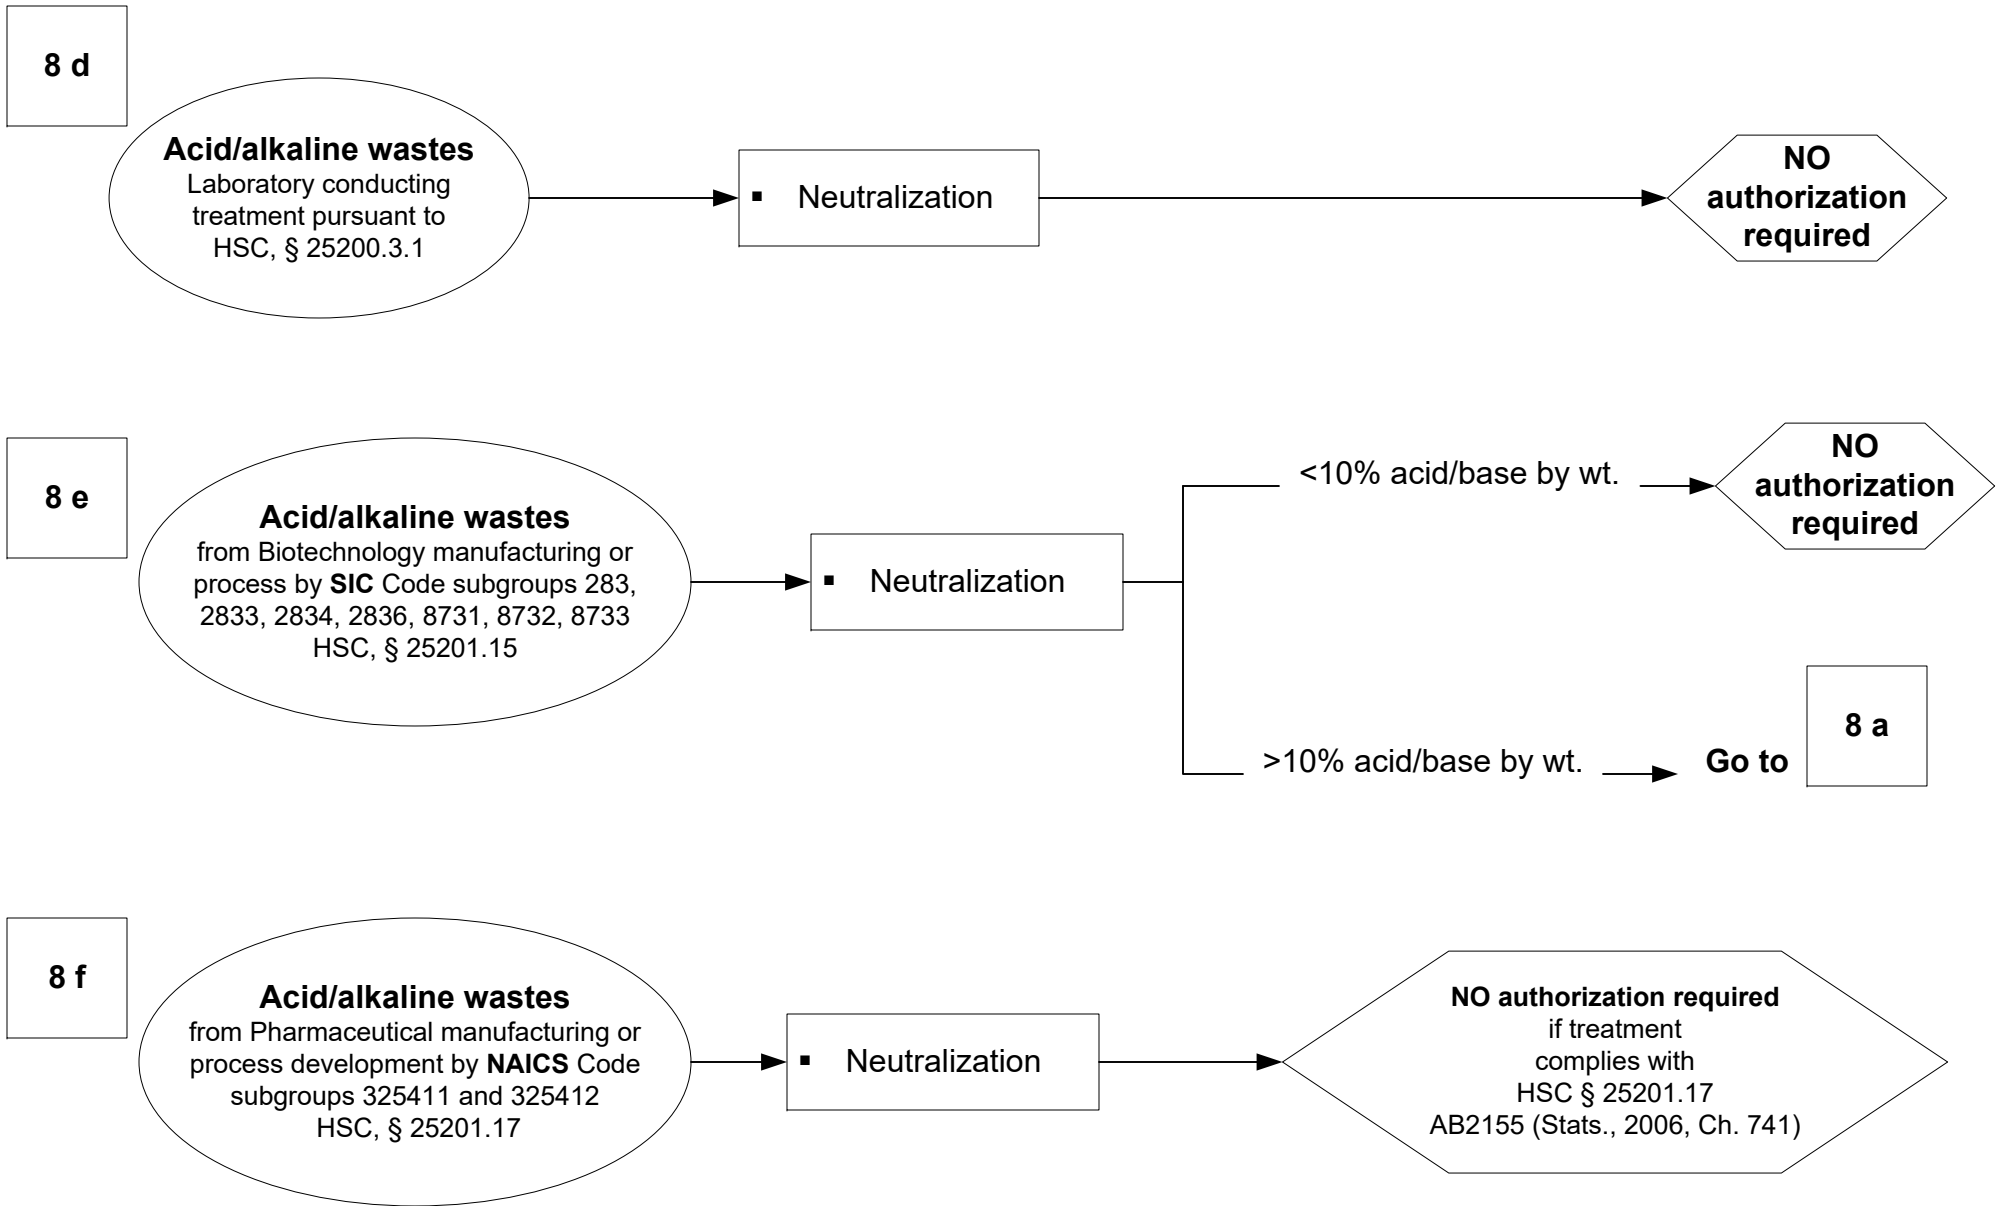 8 d
Acid/alkaline wastes
Laboratory conducting
treatment pursuant to
HSC, § 25200.3.1
▪ Neutralization
NO
authorization
required
8 e
Acid/alkaline wastes
from Biotechnology manufacturing or
process by SIC Code subgroups 283,
2833, 2834, 2836, 8731, 8732, 8733
HSC, § 25201.15
▪ Neutralization
<10% acid/base by wt.
NO
authorization
required
>10% acid/base by wt.
Go to
8 a
8 f
Acid/alkaline wastes
from Pharmaceutical manufacturing or
process development by NAICS Code
subgroups 325411 and 325412
HSC, § 25201.17
▪ Neutralization
NO authorization required
if treatment
complies with
HSC § 25201.17
AB2155 (Stats., 2006, Ch. 741)